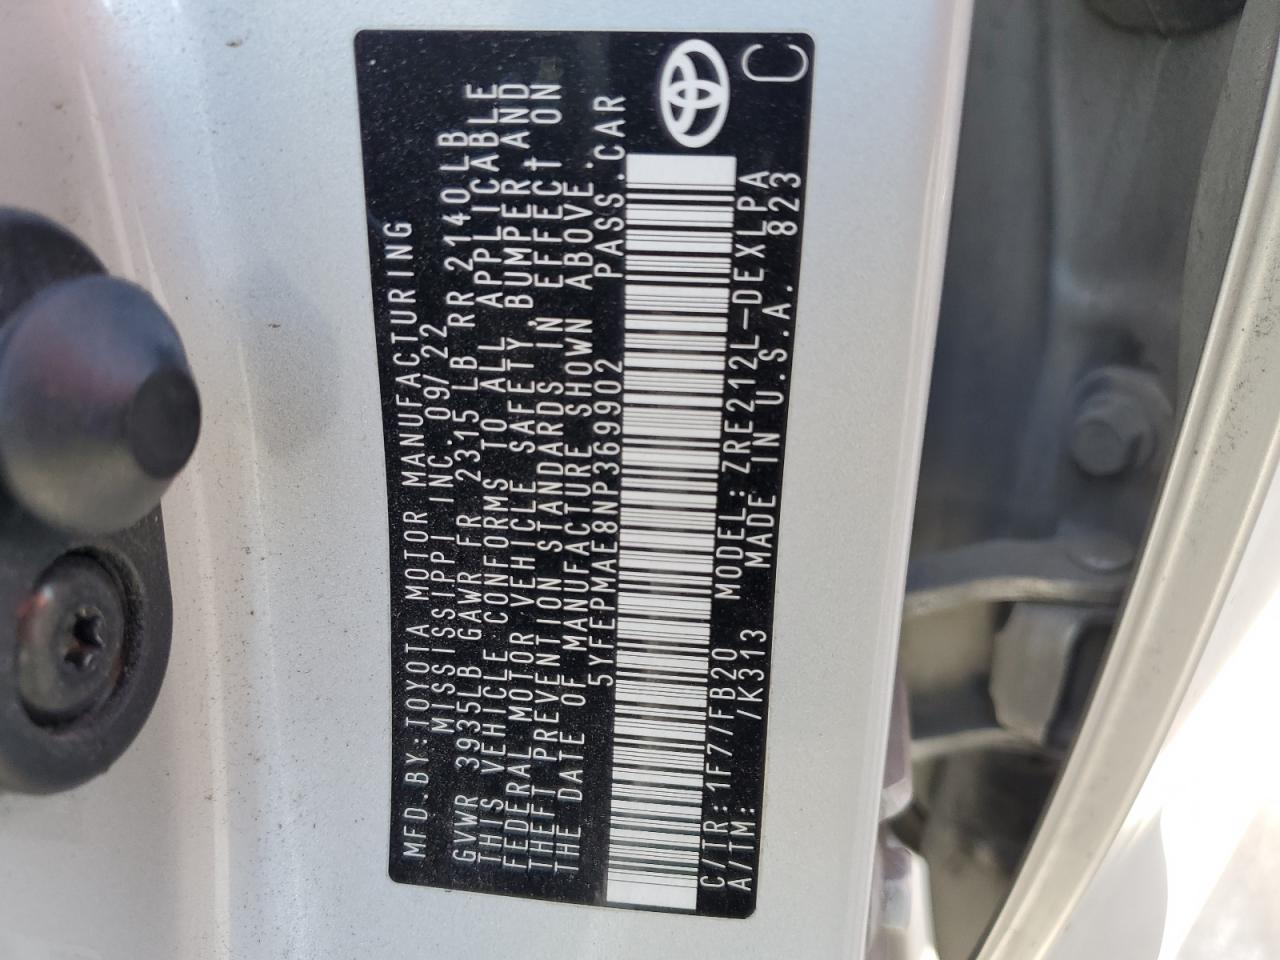 MFD.BY:TOYOTA MOTOR MANUFACTURING
MISSISSIPPI INC. 09/22
GVWR 3935LB GAWR FR 2315 LB RR 2140LB
THIS VEHICLE CONFORMS TO ALL APPLICABLE
FEDERAL MOTOR VEHICLE SAFETY, BUMPER AND
THEFT PREVENTION STANDARDS IN EFFECT ON
THE DATE OF MANUFACTURE SHOWN ABOVE.
5YFEPMAE8NP369902 PASS.CAR
C/TR:1F7/FB20 MODEL:ZRE212L-DEXLPA
A/TM: /K313 MADE IN U.S.A. 823
C